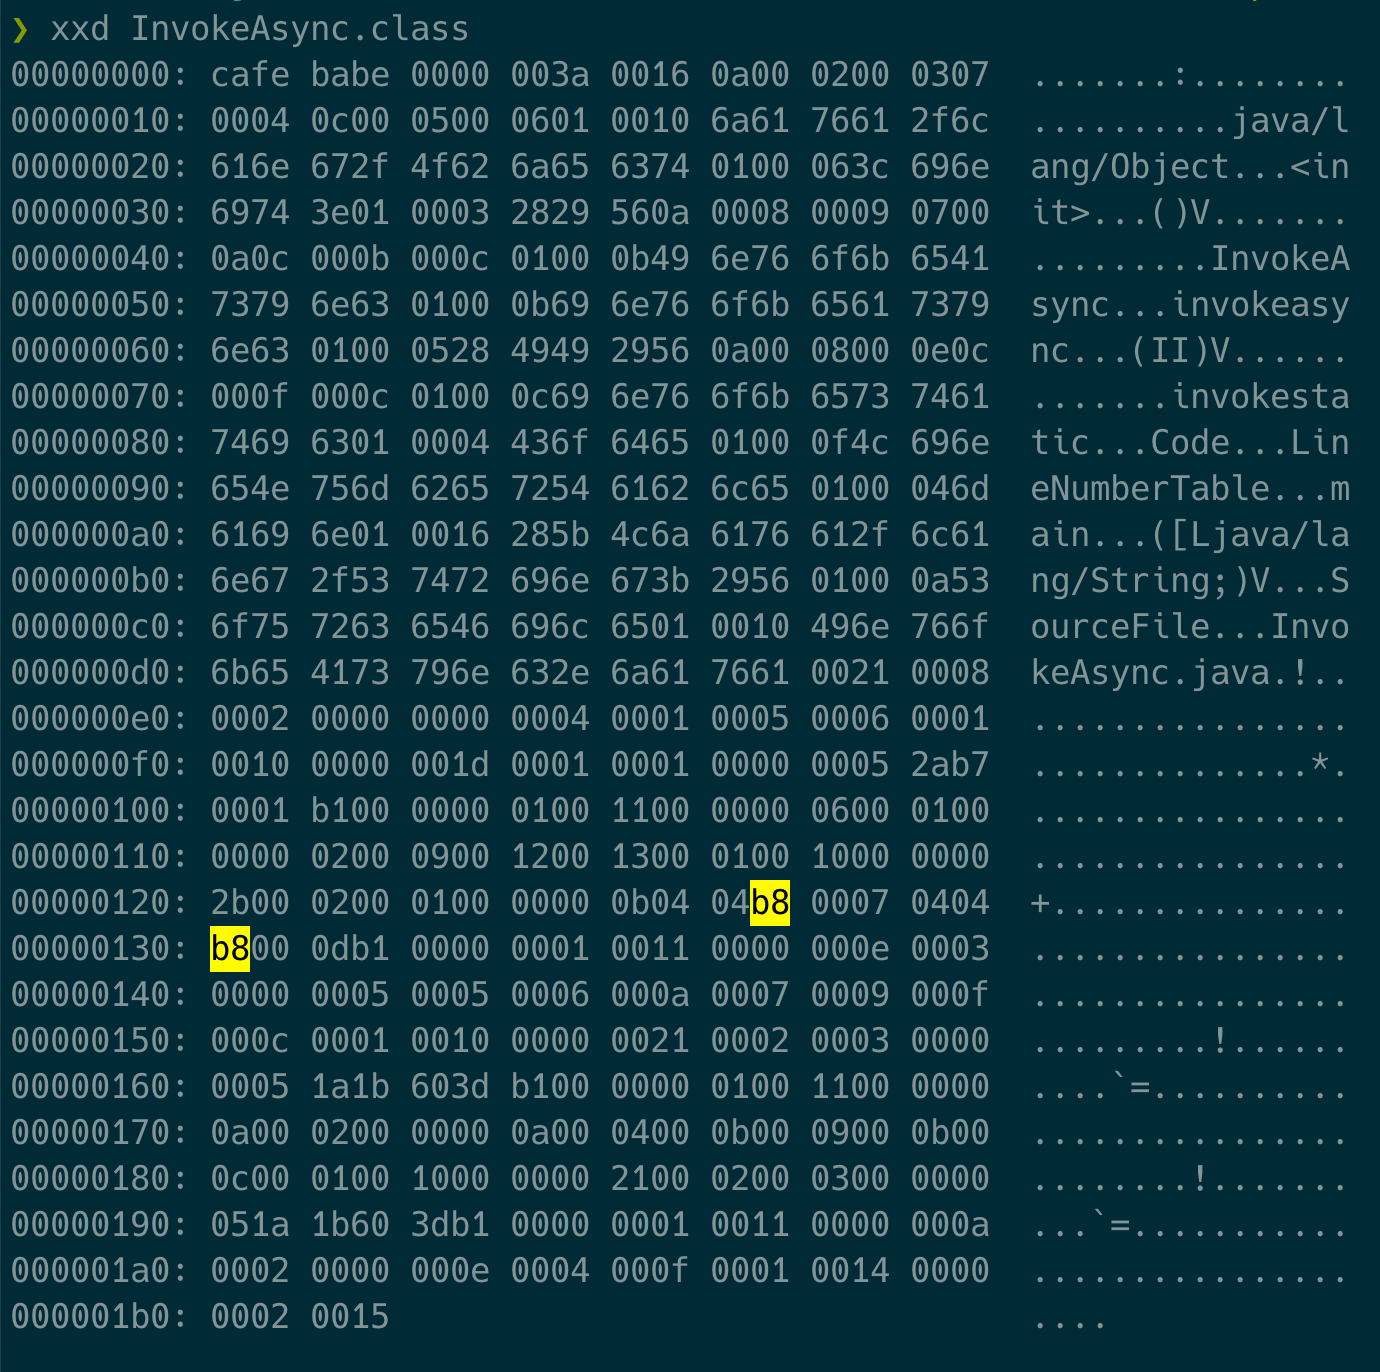 ❯ xxd InvokeAsync.class
00000000: cafe babe 0000 003a 0016 0a00 0200 0307  .......:........
00000010: 0004 0c00 0500 0601 0010 6a61 7661 2f6c  ..........java/l
00000020: 616e 672f 4f62 6a65 6374 0100 063c 696e  ang/Object...<in
00000030: 6974 3e01 0003 2829 560a 0008 0009 0700  it>...()V.......
00000040: 0a0c 000b 000c 0100 0b49 6e76 6f6b 6541  .........InvokeA
00000050: 7379 6e63 0100 0b69 6e76 6f6b 6561 7379  sync...invokeasy
00000060: 6e63 0100 0528 4949 2956 0a00 0800 0e0c  nc...(II)V......
00000070: 000f 000c 0100 0c69 6e76 6f6b 6573 7461  .......invokesta
00000080: 7469 6301 0004 436f 6465 0100 0f4c 696e  tic...Code...Lin
00000090: 654e 756d 6265 7254 6162 6c65 0100 046d  eNumberTable...m
000000a0: 6169 6e01 0016 285b 4c6a 6176 612f 6c61  ain...([Ljava/la
000000b0: 6e67 2f53 7472 696e 673b 2956 0100 0a53  ng/String;)V...S
000000c0: 6f75 7263 6546 696c 6501 0010 496e 766f  ourceFile...Invo
000000d0: 6b65 4173 796e 632e 6a61 7661 0021 0008  keAsync.java.!..
000000e0: 0002 0000 0000 0004 0001 0005 0006 0001  ................
000000f0: 0010 0000 001d 0001 0001 0000 0005 2ab7  ..............*.
00000100: 0001 b100 0000 0100 1100 0000 0600 0100  ................
00000110: 0000 0200 0900 1200 1300 0100 1000 0000  ................
00000120: 2b00 0200 0100 0000 0b04 04b8 0007 0404  +...............
00000130: b800 0db1 0000 0001 0011 0000 000e 0003  ................
00000140: 0000 0005 0005 0006 000a 0007 0009 000f  ................
00000150: 000c 0001 0010 0000 0021 0002 0003 0000  .........!......
00000160: 0005 1a1b 603d b100 0000 0100 1100 0000  ....`=..........
00000170: 0a00 0200 0000 0a00 0400 0b00 0900 0b00  ................
00000180: 0c00 0100 1000 0000 2100 0200 0300 0000  ........!.......
00000190: 051a 1b60 3db1 0000 0001 0011 0000 000a  ...`=...........
000001a0: 0002 0000 000e 0004 000f 0001 0014 0000  ................
000001b0: 0002 0015  ....